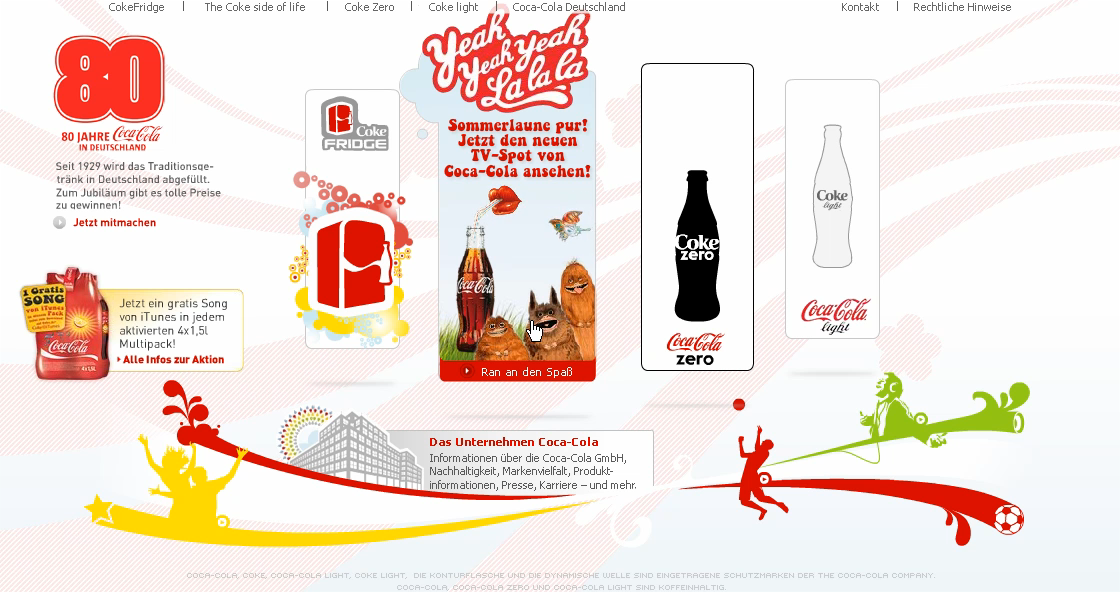 CokeFridge | The Coke side of life | Coke Zero | Coke light | Coca-Cola Deutschland
Kontakt | Rechtliche Hinweise
80
80 JAHRE Coca-Cola
IN DEUTSCHLAND
Seit 1929 wird das Traditionsge-
tränk in Deutschland abgefüllt.
Zum Jubiläum gibt es tolle Preise
zu gewinnen!
Jetzt mitmachen
1 Gratis
SONG
von iTunes
Coca-Cola
4x1,5L
Jetzt ein gratis Song
von iTunes in jedem
aktivierten 4x1,5l
Multipack!
Alle Infos zur Aktion
Coke
FRIDGE
Yeah
Yeah Yeah
La la la
Sommerlaune pur!
Jetzt den neuen
TV-Spot von
Coca-Cola ansehen!
Coca-Cola
Ran an den Spaß
Coke
zero
Coca-Cola
zero
Coke
light
Coca-Cola
light
Das Unternehmen Coca-Cola
Informationen über die Coca-Cola GmbH,
Nachhaltigkeit, Markenvielfalt, Produkt-
informationen, Presse, Karriere – und mehr.
COCA-COLA, COKE, COCA-COLA LIGHT, COKE LIGHT, DIE KONTURFLASCHE UND DIE DYNAMISCHE WELLE SIND EINGETRAGENE SCHUTZMARKEN DER THE COCA-COLA COMPANY.
COCA-COLA, COCA-COLA ZERO UND COCA-COLA LIGHT SIND KOFFEINHALTIG.